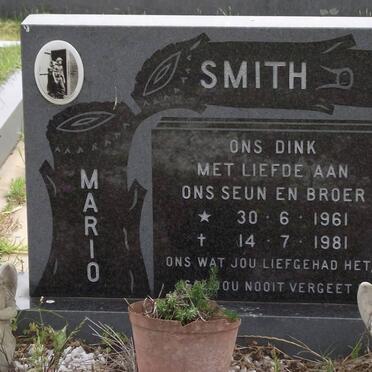 SMITH
MARIO
ONS DINK
MET LIEFDE AAN
ONS SEUN EN BROER
★ 30 · 6 · 1961
† 14 · 7 · 1981
ONS WAT JOU LIEFGEHAD HET,
JOU NOOIT VERGEET